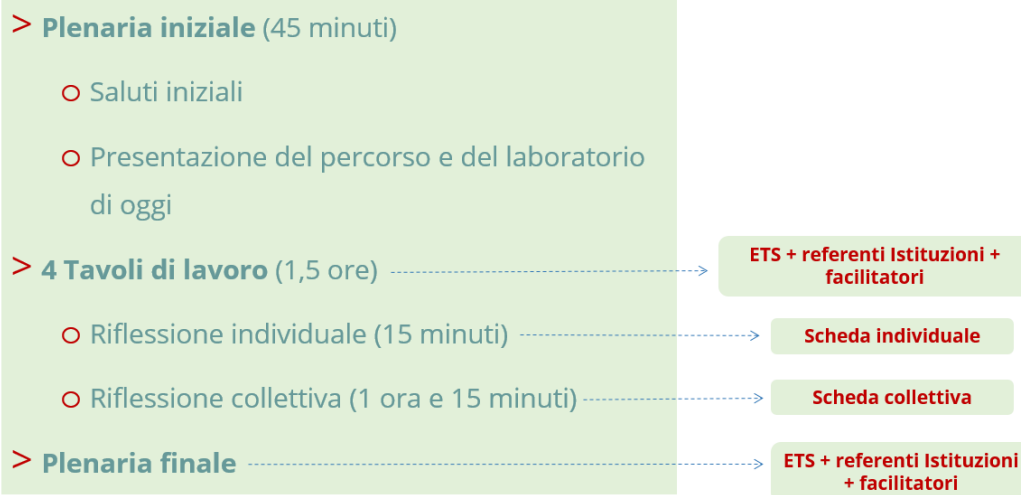 > Plenaria iniziale (45 minuti)
o Saluti iniziali
o Presentazione del percorso e del laboratorio
di oggi
> 4 Tavoli di lavoro (1,5 ore)
ETS + referenti Istituzioni +
facilitatori
o Riflessione individuale (15 minuti)
Scheda individuale
o Riflessione collettiva (1 ora e 15 minuti)
Scheda collettiva
> Plenaria finale
ETS + referenti Istituzioni
+ facilitatori